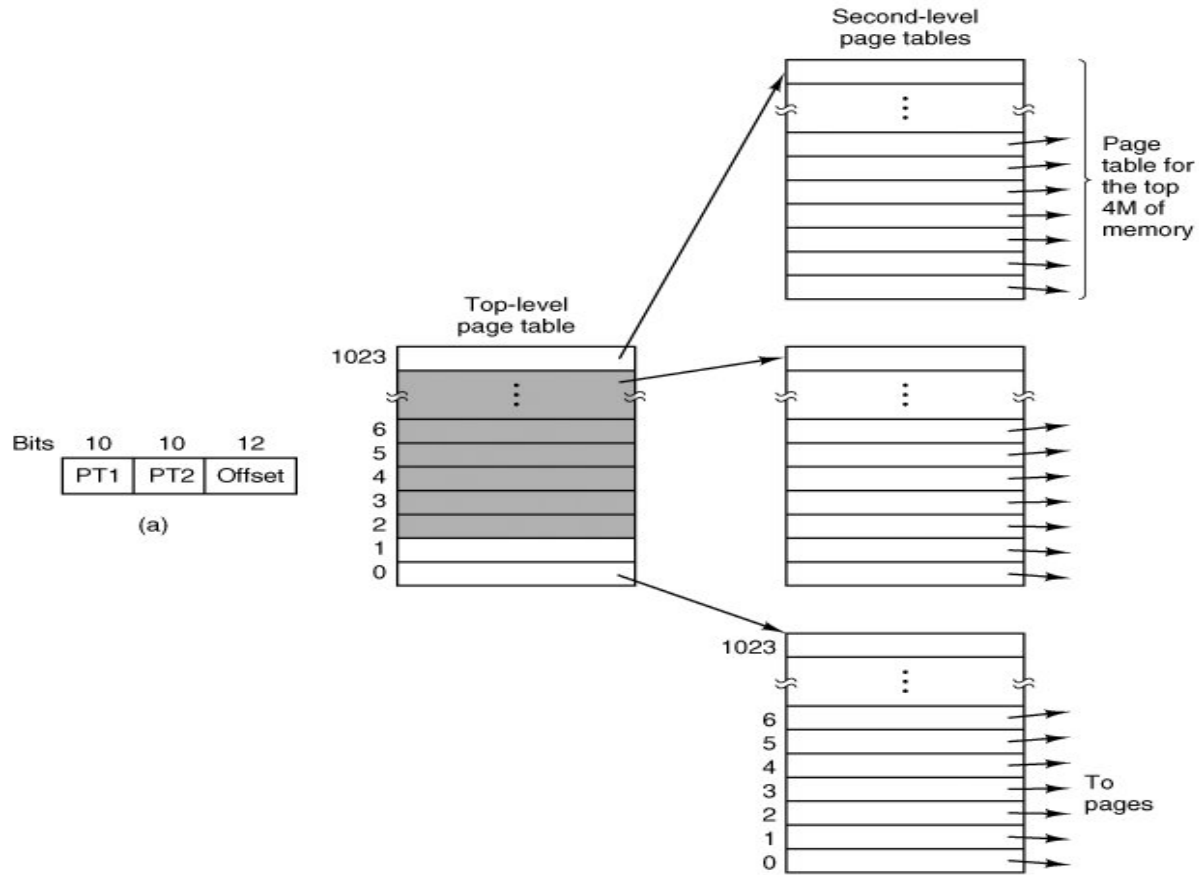 Second-level
page tables
Page
table for
the top
4M of
memory
Top-level
page table
1023
6
5
4
3
2
1
0
Bits 10 10 12
PT1 PT2 Offset
(a)
1023
6
5
4
3
2
1
0
To
pages